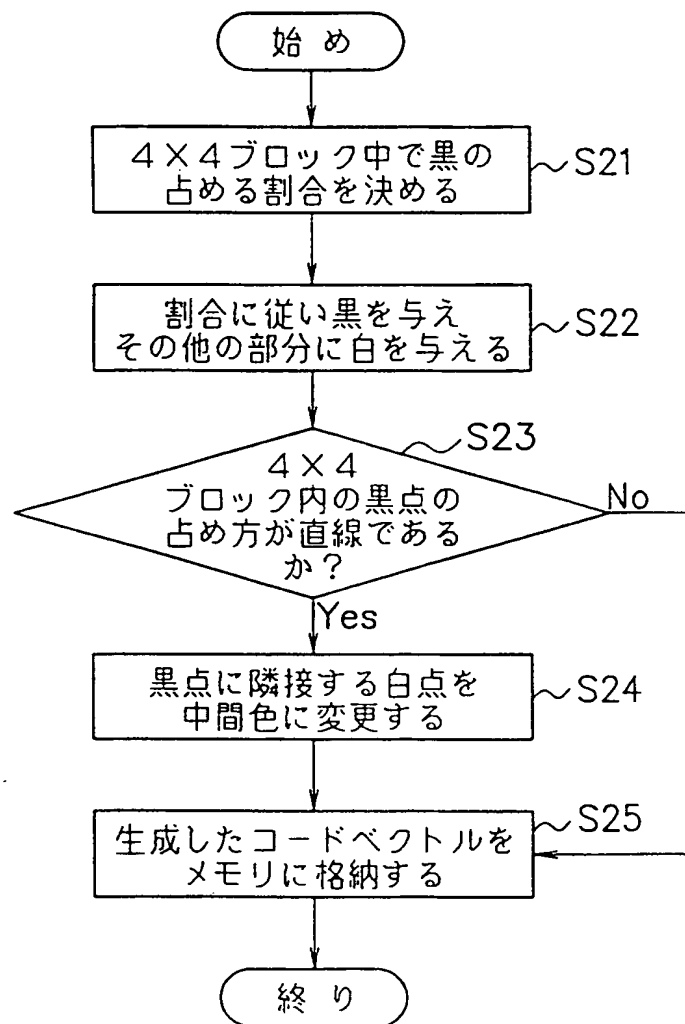 始め
4×4ブロック中で黒の
占める割合を決める
S21
割合に従い黒を与え
その他の部分に白を与える
S22
S23
4×4
ブロック内の黒点の
占め方が直線である
か？
No
Yes
黒点に隣接する白点を
中間色に変更する
S24
生成したコードベクトルを
メモリに格納する
S25
終り